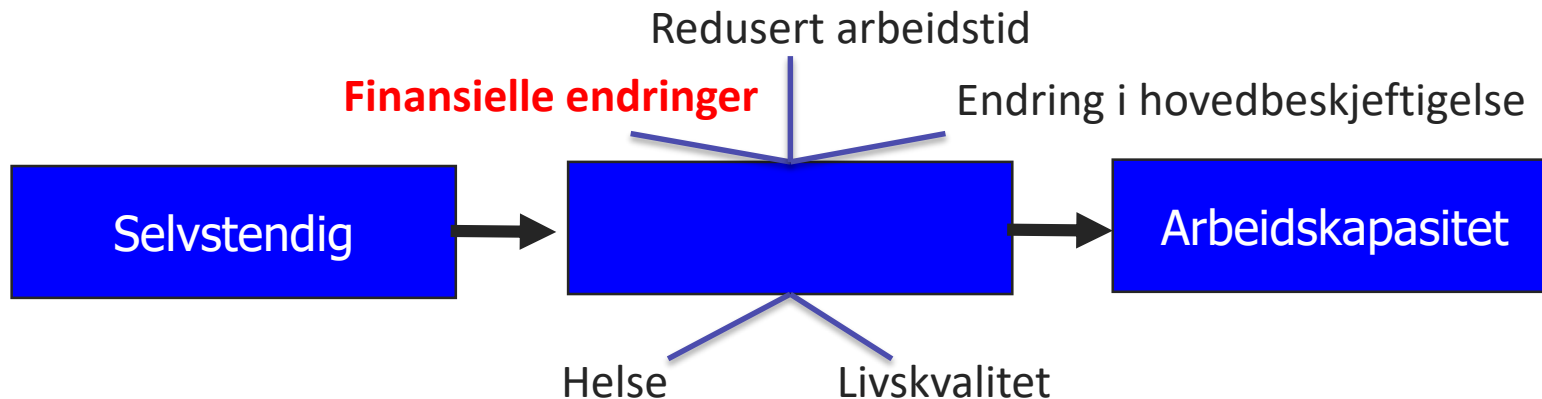 Redusert arbeidstid
Finansielle endringer
Endring i hovedbeskjeftigelse
Selvstendig
Arbeidskapasitet
Helse
Livskvalitet